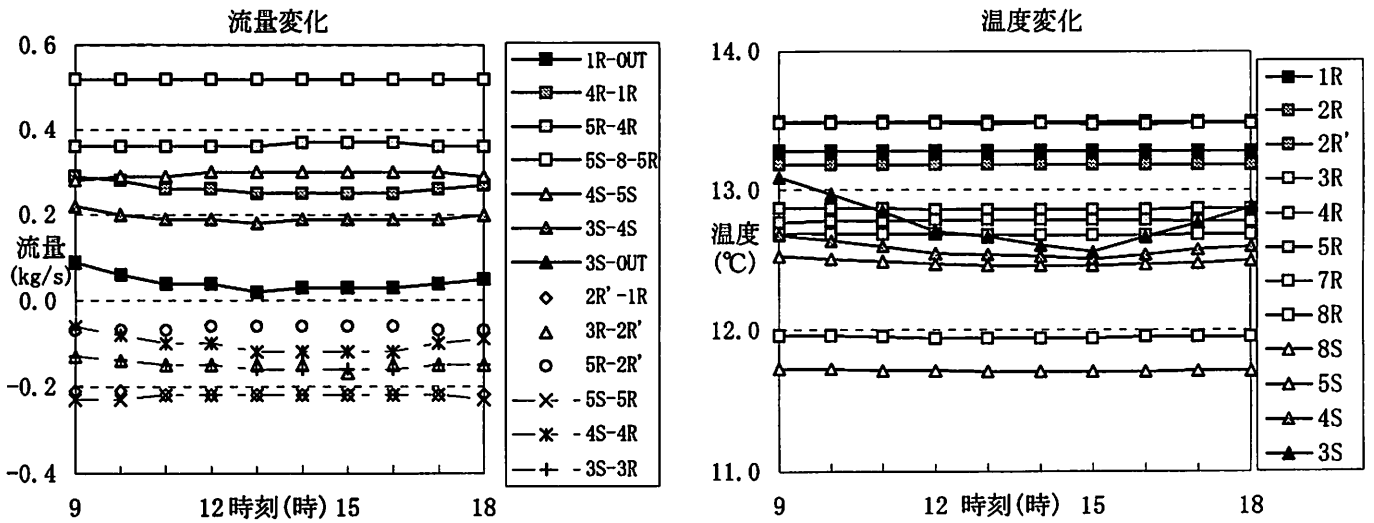 流量変化
0.6
0.4
0.2
流量
(kg/s)
0.0
-0.2
-0.4
9
12
時刻(時)
15
18
1R-OUT
4R-1R
5R-4R
5S-8-5R
4S-5S
3S-4S
3S-OUT
2R'-1R
3R-2R'
5R-2R'
5S-5R
4S-4R
3S-3R
温度変化
14.0
13.0
温度
(℃)
12.0
11.0
9
12
時刻(時)
15
18
1R
2R
2R'
3R
4R
5R
7R
8R
8S
5S
4S
3S